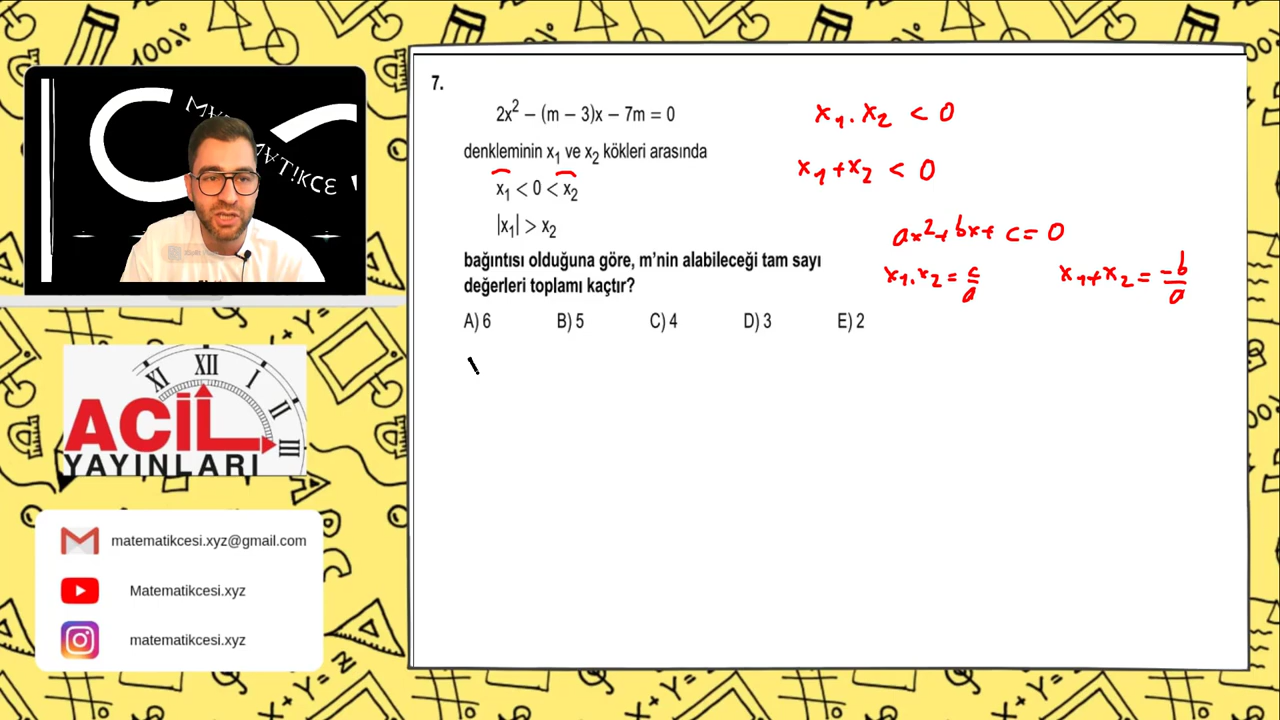 7.
2x² − (m − 3)x − 7m = 0
denkleminin x₁ ve x₂ kökleri arasında
x₁ < 0 < x₂
|x₁| > x₂
bağıntısı olduğuna göre, m'nin alabileceği tam sayı
değerleri toplamı kaçtır?
A) 6 B) 5 C) 4 D) 3 E) 2
x₁ . x₂ < 0
x₁ + x₂ < 0
ax² + bx + c = 0
x₁ . x₂ = c/a x₁ + x₂ = −b/a
XI XII I II III
ACİL
YAYINLARI
matematikcesi.xyz@gmail.com
Matematikcesi.xyz
matematikcesi.xyz
100%
100%
X+Y=Z